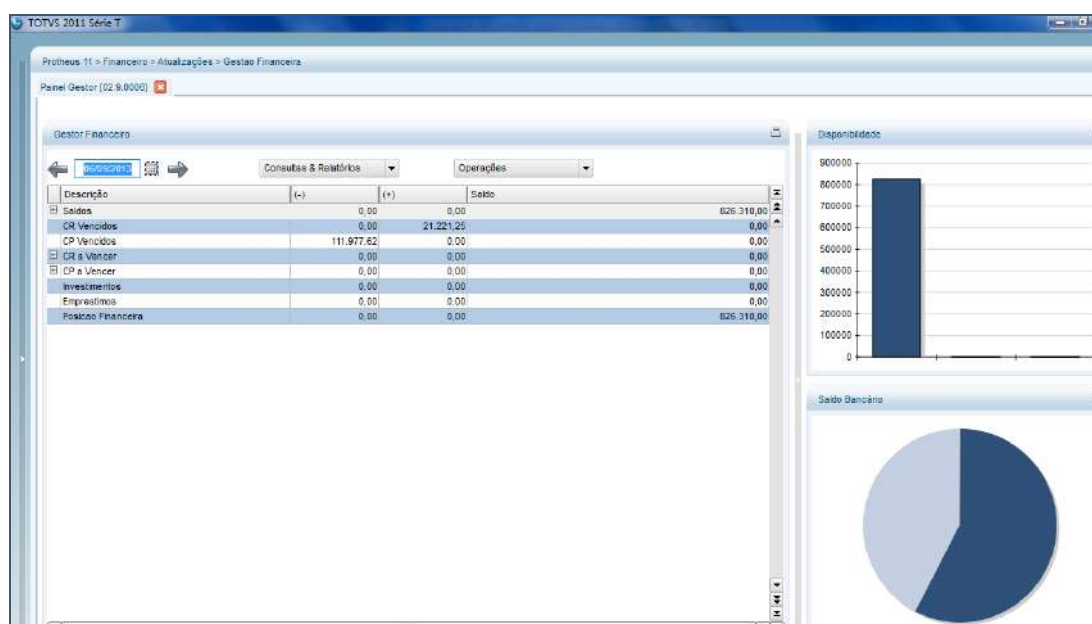 TOTVS 2011 Série T
Protheus 11 > Financeiro > Atualizações > Gestao Financeira
Painel Gestor [02.9.0006]
Gestor Financeiro
06/09/2013 Consultas & Relatórios Operações
Descrição (-) (+) Saldo
Saldos 0,00 0,00 826.310,00
CR Vencidos 0,00 21.221,25 0,00
CP Vencidos 111.977,62 0,00 0,00
CR a Vencer 0,00 0,00 0,00
CP a Vencer 0,00 0,00 0,00
Investimentos 0,00 0,00 0,00
Emprestimos 0,00 0,00 0,00
Posicao Financeira 0,00 0,00 826.310,00
Disponibilidade
900000
800000
700000
600000
500000
400000
300000
200000
100000
0
Saldo Bancário